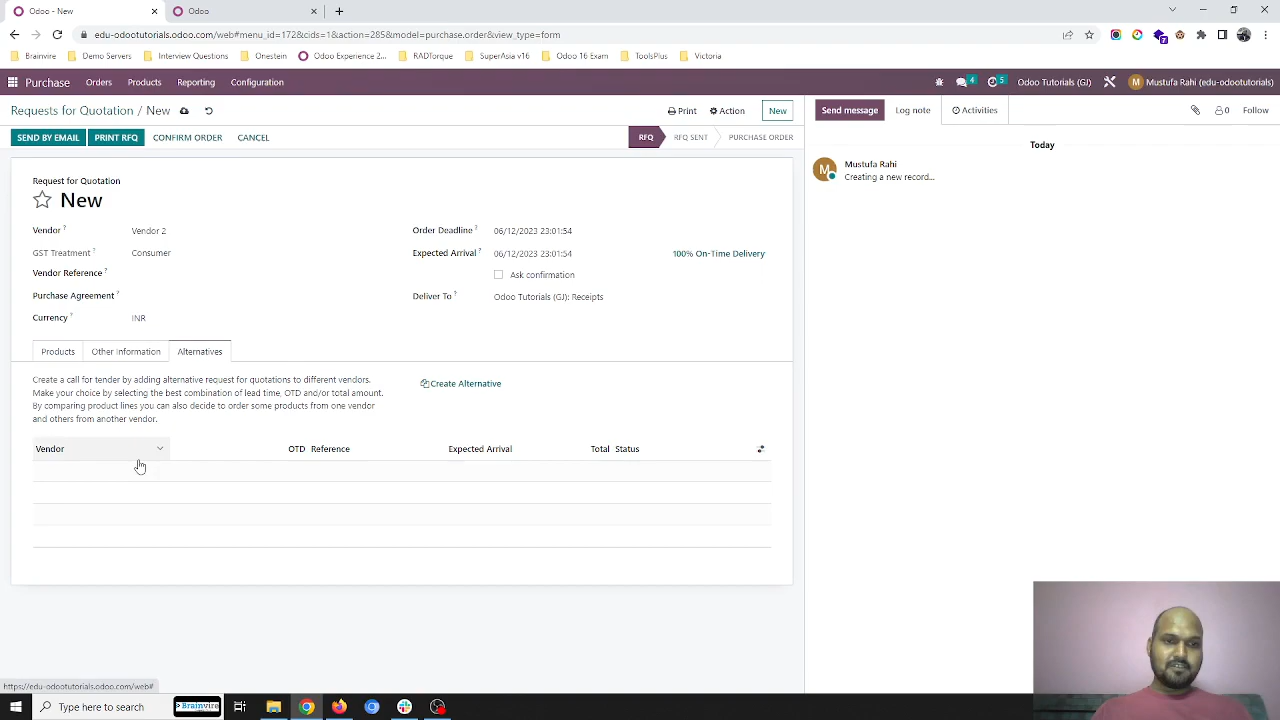 Odoo - New
Odoo
edu-odootutorials.odoo.com/web#menu_id=172&cids=1&action=285&model=purchase.order&view_type=form
Brainvire
Demo Servers
Interview Questions
Onestein
Odoo Experience 2...
RADTorque
SuperAsia v16
Odoo 16 Exam
ToolsPlus
Victoria
Purchase
Orders
Products
Reporting
Configuration
4
5
Odoo Tutorials (GJ)
M
Mustufa Rahi (edu-odootutorials)
Requests for Quotation / New
Print
Action
New
Send message
Log note
Activities
0
Follow
SEND BY EMAIL
PRINT RFQ
CONFIRM ORDER
CANCEL
RFQ
RFQ SENT
PURCHASE ORDER
Today
M
Mustufa Rahi
Creating a new record...
Request for Quotation
New
Vendor ?
Vendor 2
Order Deadline ?
06/12/2023 23:01:54
GST Treatment ?
Consumer
Expected Arrival ?
06/12/2023 23:01:54
100% On-Time Delivery
Vendor Reference ?
Ask confirmation
Purchase Agreement ?
Deliver To ?
Odoo Tutorials (GJ): Receipts
Currency ?
INR
Products
Other Information
Alternatives
Create a call for tender by adding alternative request for quotations to different vendors.
Make your choice by selecting the best combination of lead time, OTD and/or total amount.
By comparing product lines you can also decide to order some products from one vendor
and others from another vendor.
Create Alternative
Vendor
OTD
Reference
Expected Arrival
Total
Status
https://edu-odootutorials.odoo.com/web#
Type here to search
> Brainvire